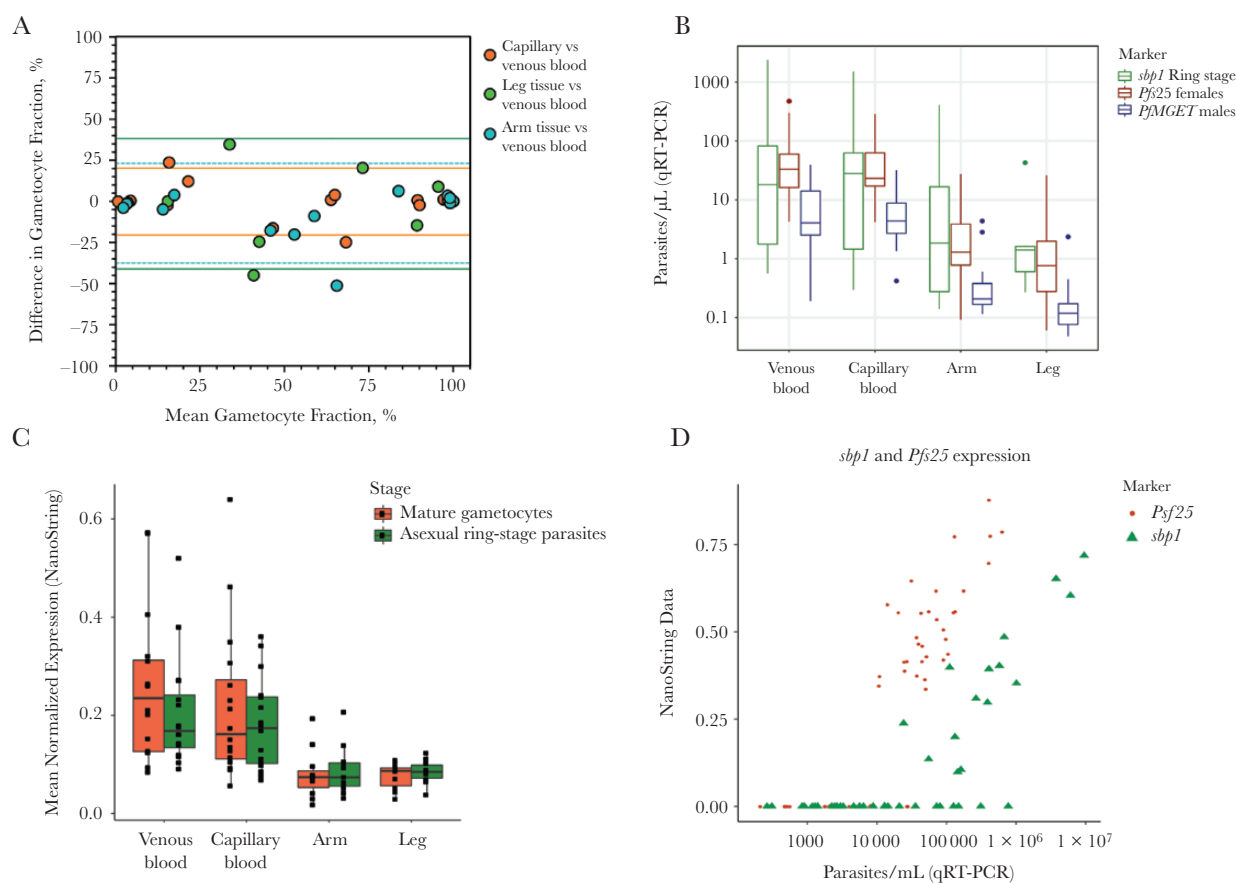 A
Difference in Gametocyte Fraction, %
100
75
50
25
0
−25
−50
−75
−100
0 25 50 75 100
Mean Gametocyte Fraction, %
Capillary vs
venous blood
Leg tissue vs
venous blood
Arm tissue vs
venous blood
B
Parasites/μL (qRT-PCR)
1000
100
10
1
0.1
Venous
blood
Capillary
blood
Arm
Leg
Marker
sbp1 Ring stage
Pfs25 females
PfMGET males
C
Mean Normalized Expression (NanoString)
0.6
0.4
0.2
0.0
Venous
blood
Capillary
blood
Arm
Leg
Stage
Mature gametocytes
Asexual ring-stage parasites
D
sbp1 and Pfs25 expression
NanoString Data
0.75
0.50
0.25
0.00
1000 10 000 100 000 1 × 10⁶ 1 × 10⁷
Parasites/mL (qRT-PCR)
Marker
Psf25
sbp1